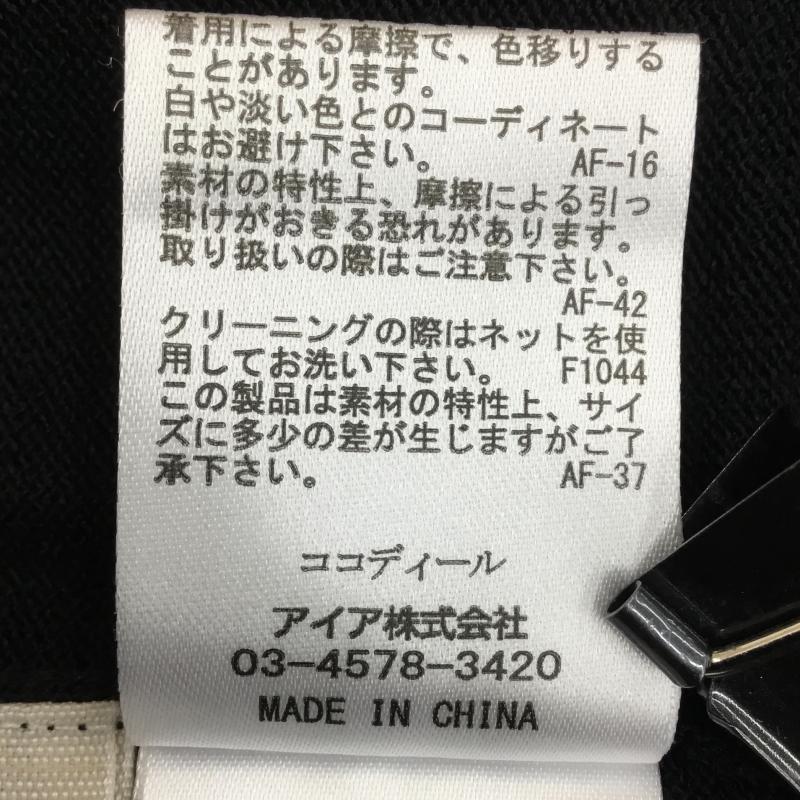 着用による摩擦で、色移りする
ことがあります。
白や淡い色とのコーディネート
はお避け下さい。 AF-16
素材の特性上、摩擦による引っ
掛けがおきる恐れがあります。
取り扱いの際はご注意下さい。
AF-42
クリーニングの際はネットを使
用してお洗い下さい。 F1044
この製品は素材の特性上、サイ
ズに多少の差が生じますがご了
承下さい。 AF-37
ココディール
アイア株式会社
03-4578-3420
MADE IN CHINA